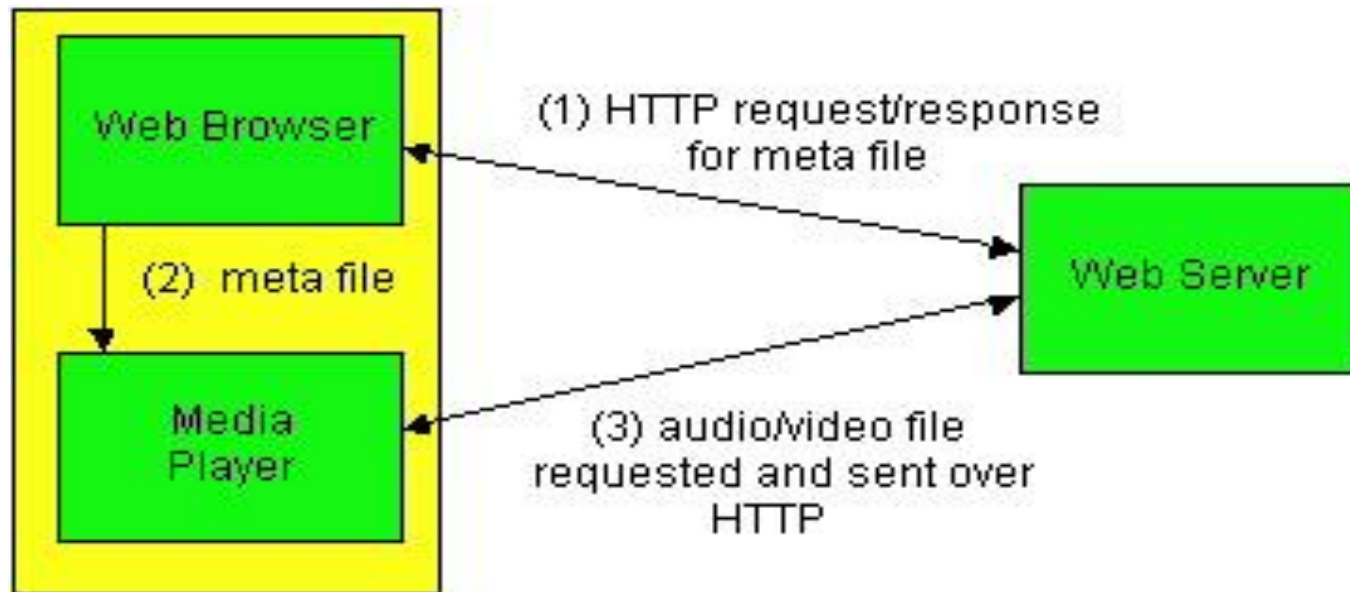 Web Browser
(1) HTTP request/response
for meta file
Web Server
(2) meta file
Media
Player
(3) audio/video file
requested and sent over
HTTP